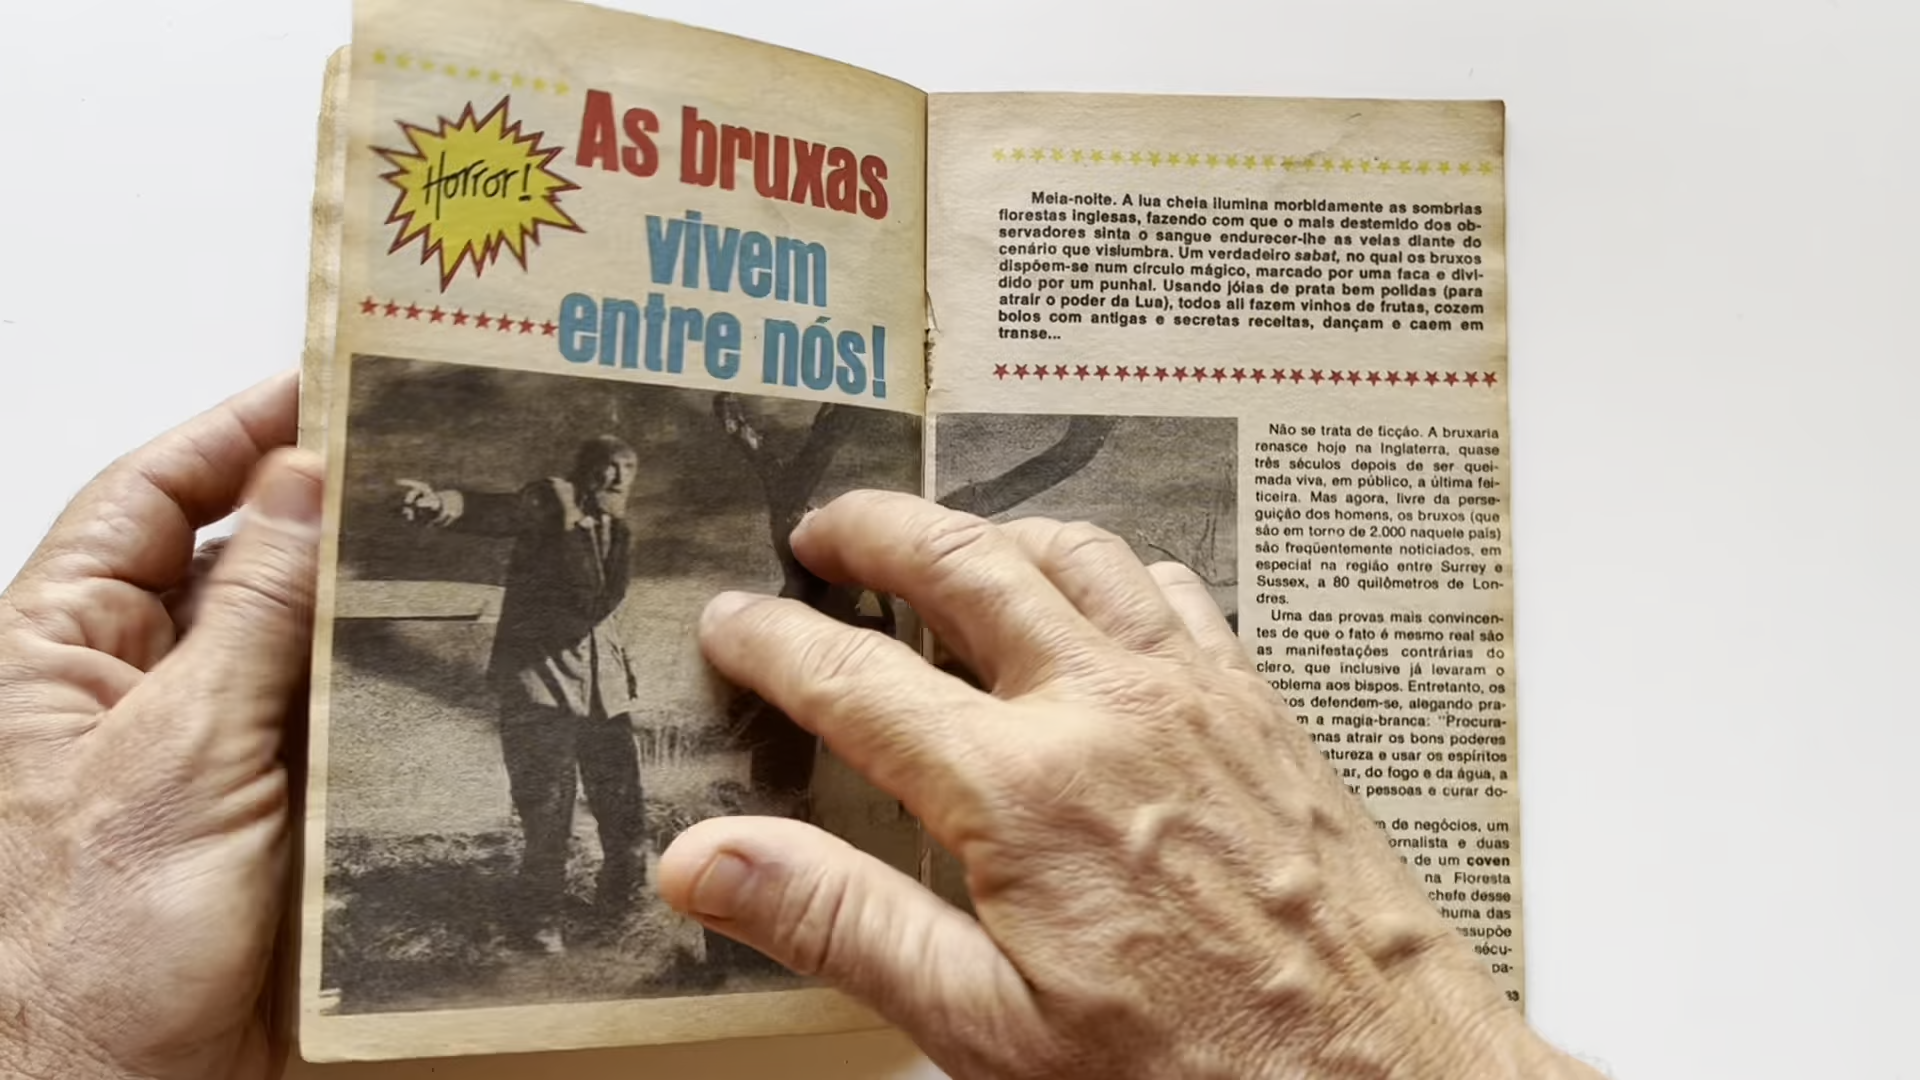 Horror!
As bruxas
vivem
entre nós!
Meia-noite. A lua cheia ilumina morbidamente as sombrias
florestas inglesas, fazendo com que o mais destemido dos ob-
servadores sinta o sangue endurecer-lhe as veias diante do
cenário que vislumbra. Um verdadeiro sabat, no qual os bruxos
dispõem-se num círculo mágico, marcado por uma faca e divi-
dido por um punhal. Usando jóias de prata bem polidas (para
atrair o poder da Lua), todos ali fazem vinhos de frutas, cozem
bolos com antigas e secretas receitas, dançam e caem em
transe...
Não se trata de ficção. A bruxaria
renasce hoje na Inglaterra, quase
três séculos depois de ser quei-
mada viva, em público, a última fei-
ticeira. Mas agora, livre da perse-
guição dos homens, os bruxos (que
são em torno de 2.000 naquele país)
são freqüentemente noticiados, em
especial na região entre Surrey e
Sussex, a 80 quilômetros de Lon-
dres.
Uma das provas mais convincen-
tes de que o fato é mesmo real são
as manifestações contrárias do
clero, que inclusive já levaram o
roblema aos bispos. Entretanto, os
os defendem-se, alegando pra-
m a magia-branca: "Procura-
nas atrair os bons poderes
atureza e usar os espíritos
ar, do fogo e da água, a
ar pessoas e curar do-
m de negócios, um
ornalista e duas
de um coven
na Floresta
chefe desse
huma das
ssupõe
sécu-
pa-
33